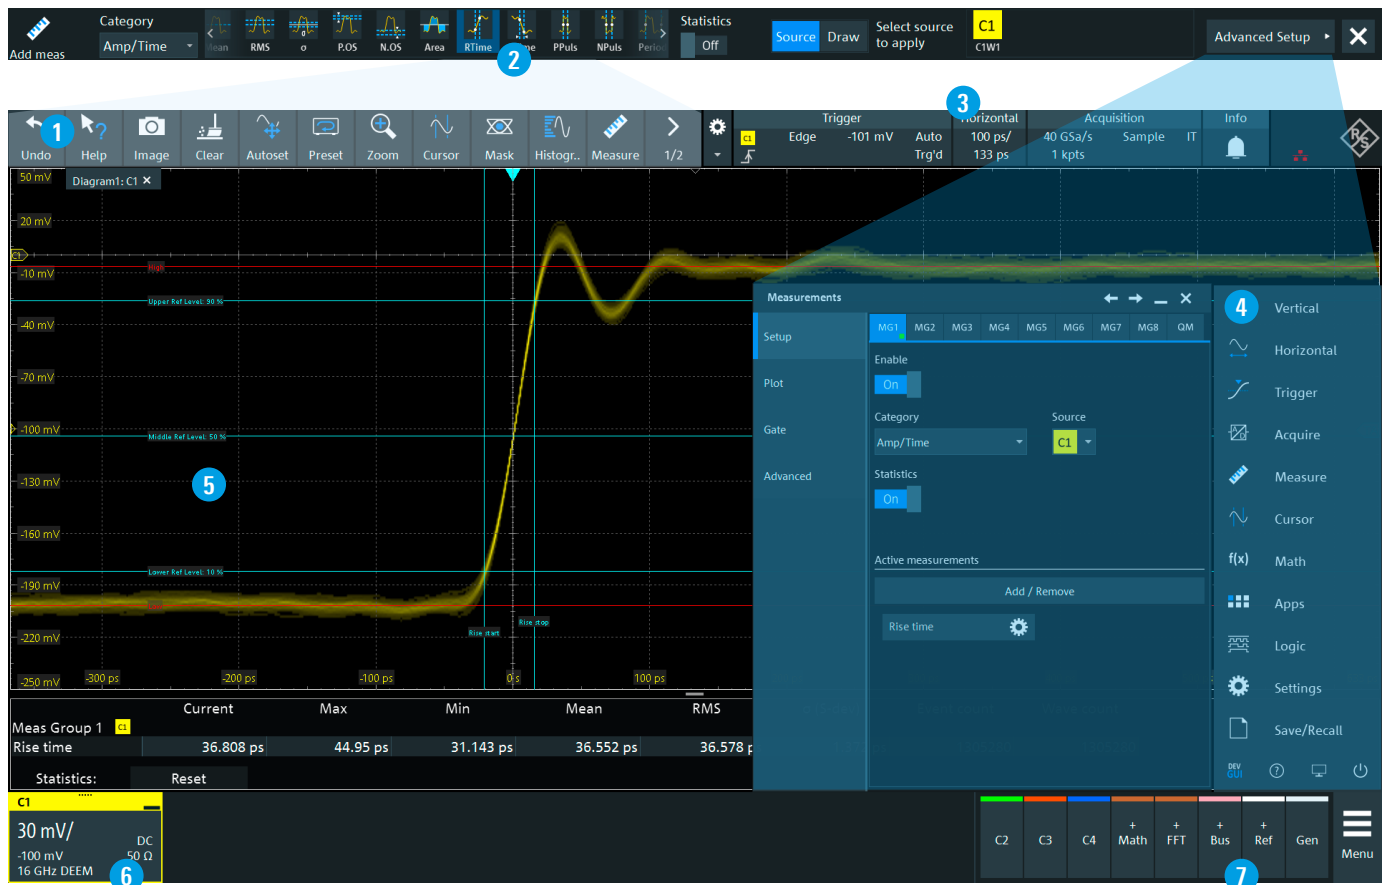 Add meas
Category
Amp/Time
RMS
σ
P.OS
N.OS
Area
RTime
PPuls
NPuls
Perio
Statistics
Off
Source
Draw
Select source
to apply
C1
C1W1
Advanced Setup
2
1
Undo
Help
Image
Clear
Autoset
Preset
Zoom
Cursor
Mask
Histogr..
Measure
1/2
3
C1
Trigger
Edge
-101 mV
Auto
Trig'd
Horizontal
100 ps/
133 ps
Acquisition
40 GSa/s
Sample
IT
1 kpts
Info
R&S
Diagram1: C1
50 mV
20 mV
C1
-10 mV
-40 mV
-70 mV
-100 mV
-130 mV
-160 mV
-190 mV
-220 mV
-250 mV
Upper Ref Level: 90 %
Middle Ref Level: 50 %
Lower Ref Level: 10 %
Rise start
Rise stop
5
-300 ps
-200 ps
-100 ps
0 s
100 ps
Measurements
Setup
Plot
Gate
Advanced
MG1
MG2
MG3
MG4
MG5
MG6
MG7
MG8
QM
Enable
On
Category
Amp/Time
Source
C1
Statistics
On
Active measurements
Add / Remove
Rise time
4
Vertical
Horizontal
Trigger
Acquire
Measure
Cursor
f(x)
Math
Apps
Logic
Settings
Save/Recall
DEV
GUI
Current
Max
Min
Mean
RMS
Meas Group 1
C1
Rise time
36.808 ps
44.95 ps
31.143 ps
36.552 ps
36.578 p
Statistics:
Reset
C1
30 mV/
DC
-100 mV
50 Ω
16 GHz DEEM
6
C2
C3
C4
+
Math
+
FFT
+
Bus
+
Ref
Gen
7
Menu